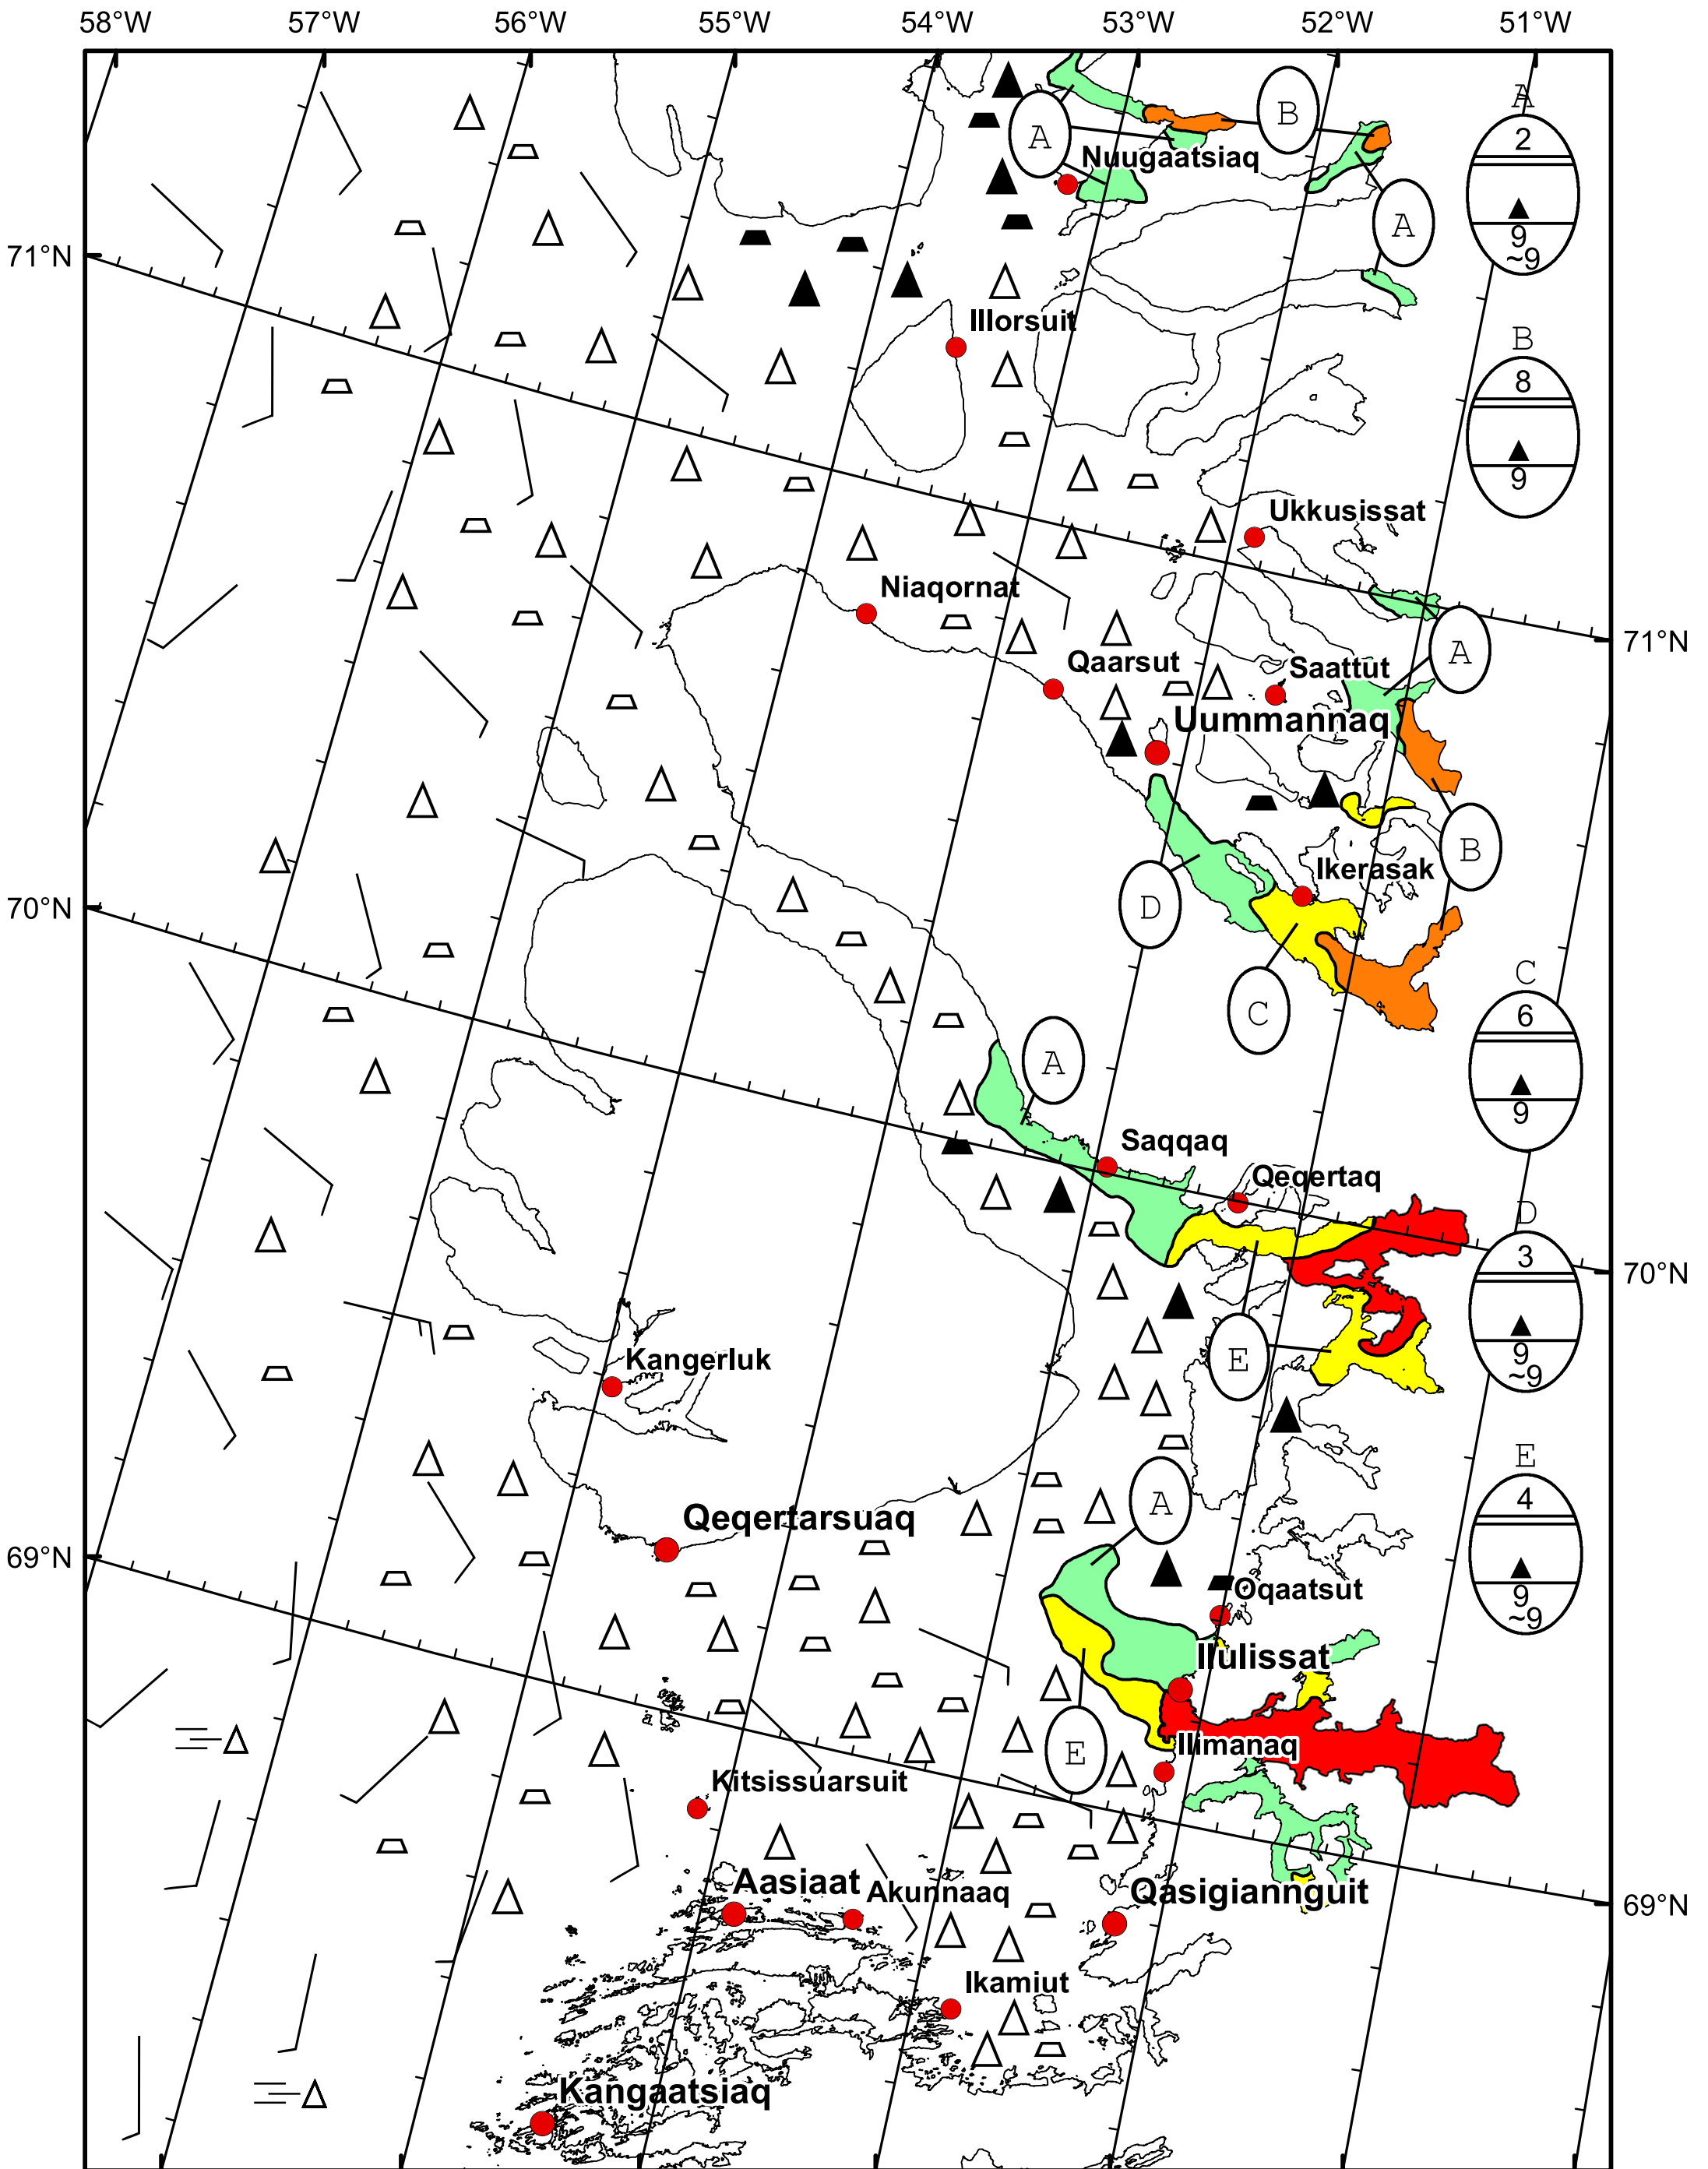 58°W 57°W 56°W 55°W 54°W 53°W 52°W 51°W
A
2
9
~9
B
A
Nuugaatsiaq
A
71°N
Illorsuit
B
8
9
Ukkusissat
Niaqornat
71°N
A
Qaarsut
Saattut
Uummannaq
B
Ikerasak
70°N
D
C
C
6
9
A
Saqqaq
Qeqertaq
D
3
9
~9
70°N
E
Kangerluk
E
4
9
~9
A
Qeqertarsuaq
69°N
Oqaatsut
Ilulissat
E
Ilimanaq
Kitsissuarsuit
Aasiaat
Akunnaaq
Qasigiannguit
69°N
Ikamiut
Kangaatsiaq